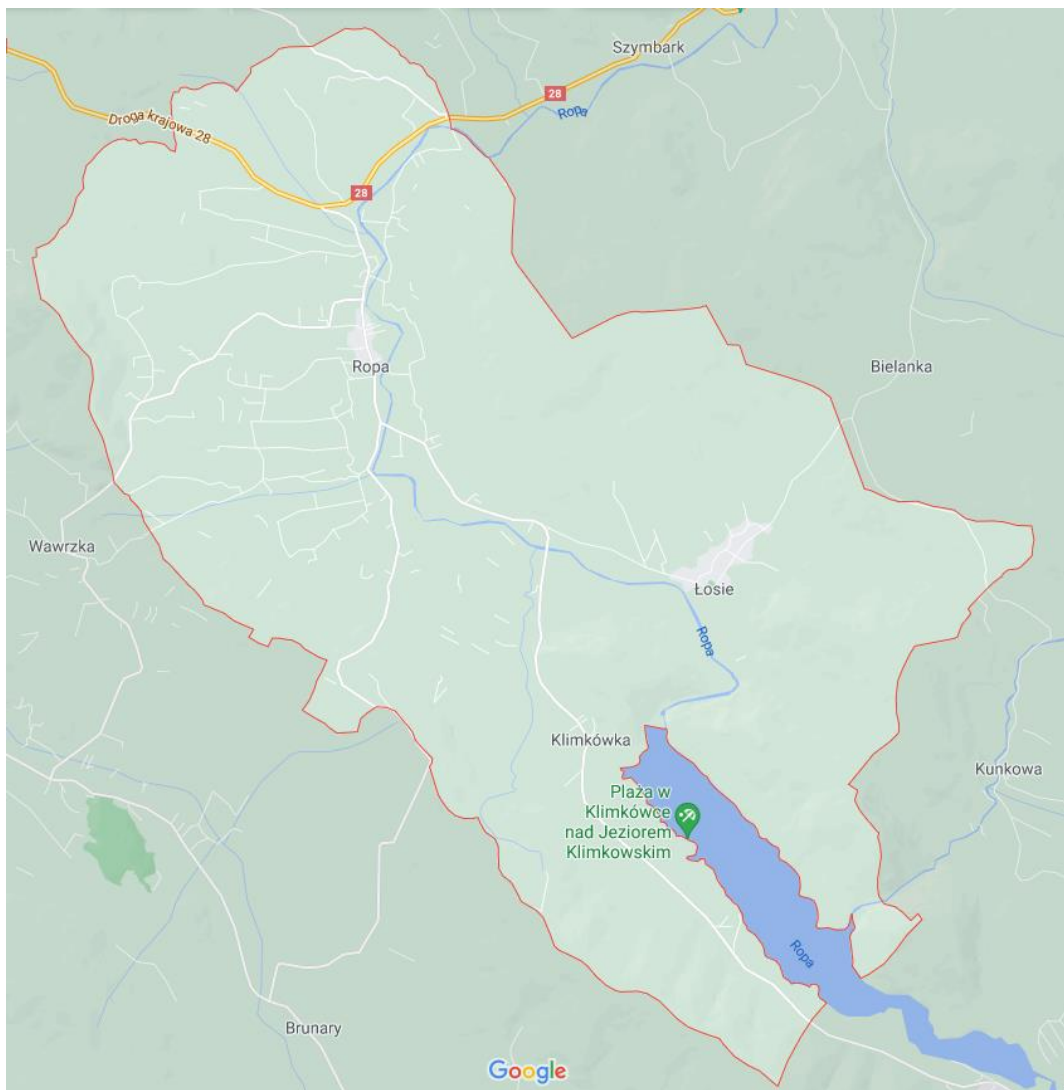 Szymbark
28
Ropa
Droga krajowa 28
28
Ropa
Bielanka
Wawrzka
Łosie
Ropa
Klimkówka
Kunkowa
Plaża w
Klimkówce
nad Jeziorem
Klimkowskim
Ropa
Brunary
Google